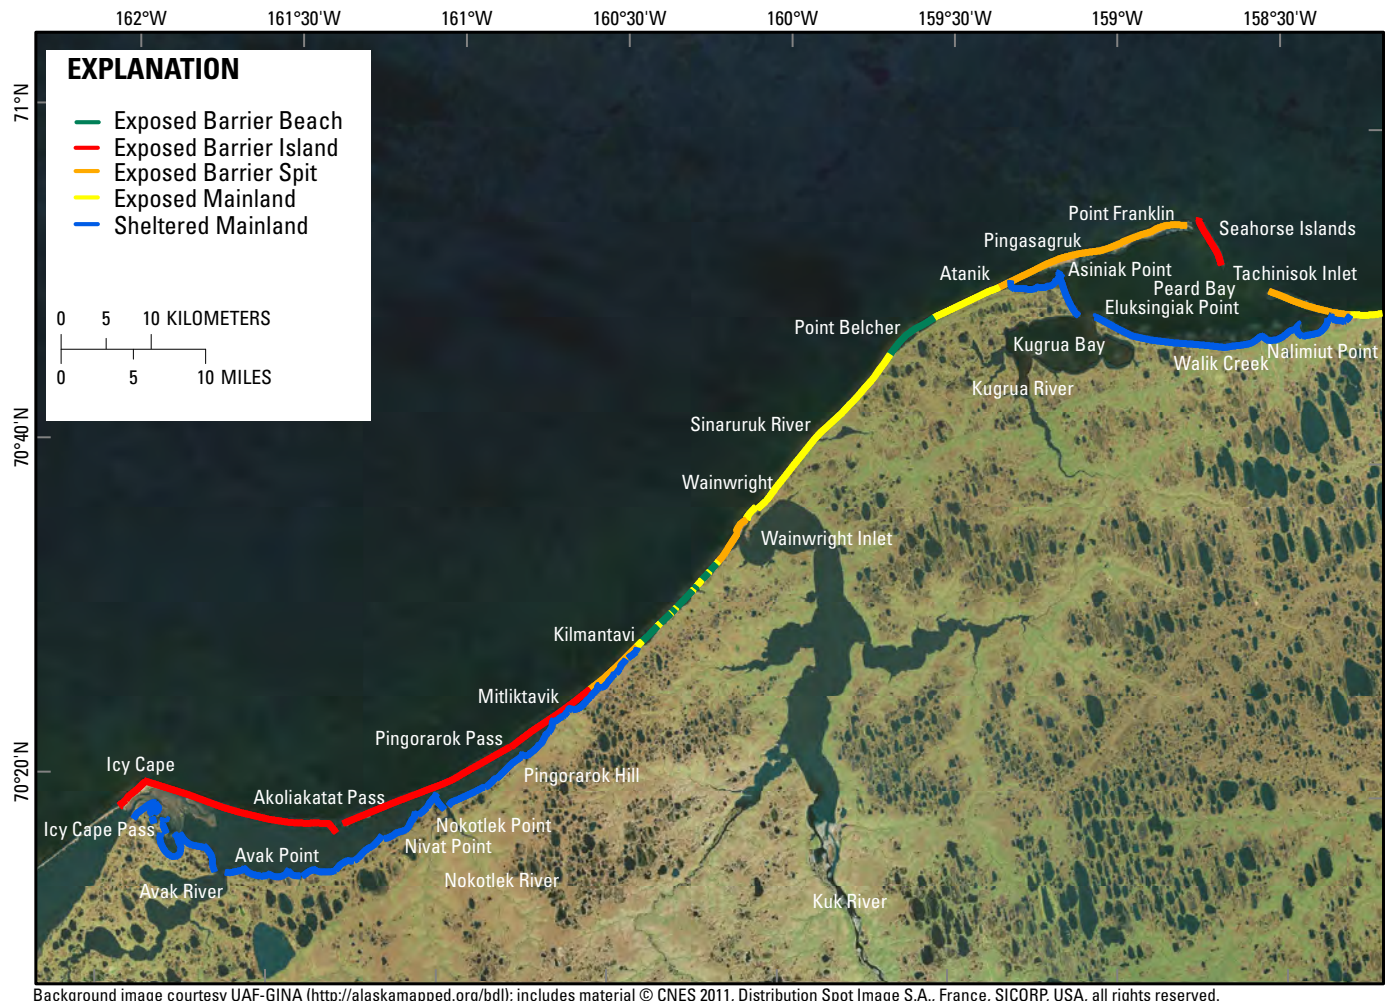 162°W 161°30'W 161°W 160°30'W 160°W 159°30'W 159°W 158°30'W
71°N
70°40'N
70°20'N
EXPLANATION
Exposed Barrier Beach
Exposed Barrier Island
Exposed Barrier Spit
Exposed Mainland
Sheltered Mainland
0 5 10 KILOMETERS
0 5 10 MILES
Point Franklin
Seahorse Islands
Pingasagruk
Atanik
Asiniak Point
Tachinisok Inlet
Peard Bay
Eluksingiak Point
Point Belcher
Kugrua Bay
Nalimiut Point
Walik Creek
Kugrua River
Sinaruruk River
Wainwright
Wainwright Inlet
Kilmantavi
Mitliktavik
Pingorarok Pass
Icy Cape
Pingorarok Hill
Akoliakatat Pass
Icy Cape Pass
Nokotlek Point
Nivat Point
Avak Point
Nokotlek River
Avak River
Kuk River
Background image courtesy UAF-GINA (http://alaskamapped.org/bdl); includes material © CNES 2011, Distribution Spot Image S.A., France, SICORP, USA, all rights reserved.